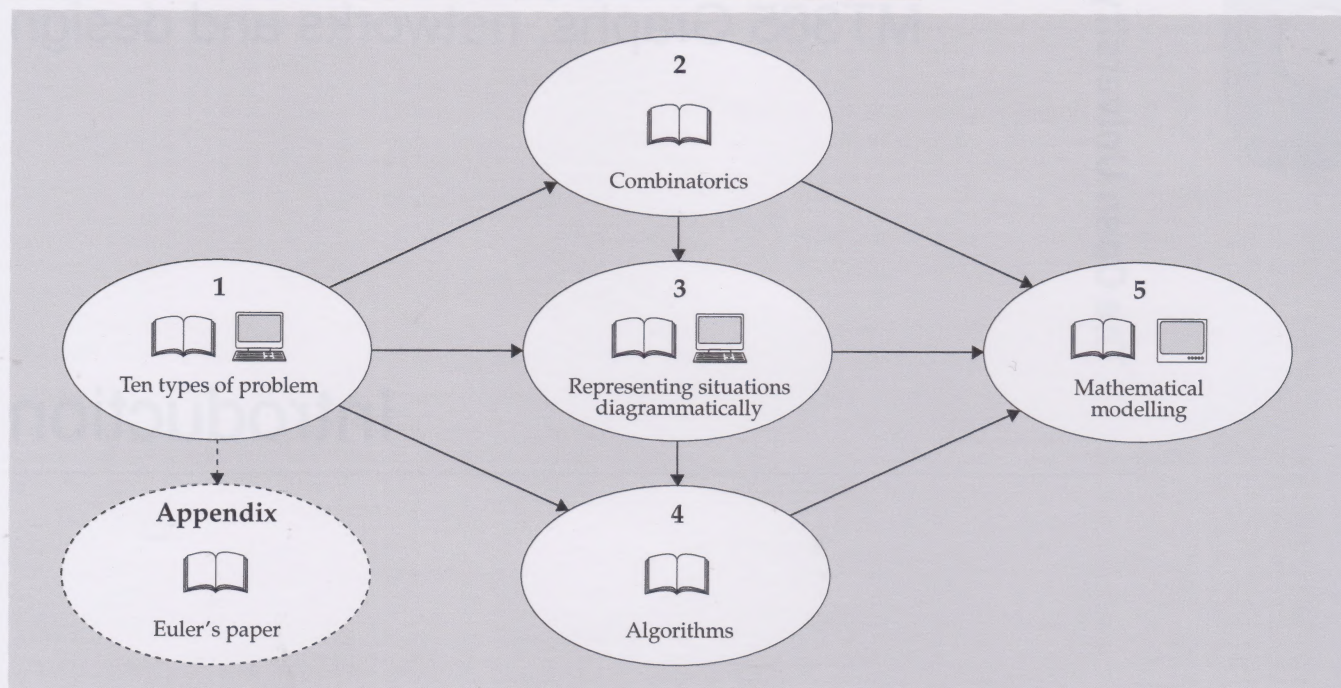 2
Combinatorics
1
Ten types of problem
3
Representing situations
diagrammatically
5
Mathematical
modelling
Appendix
Euler's paper
4
Algorithms